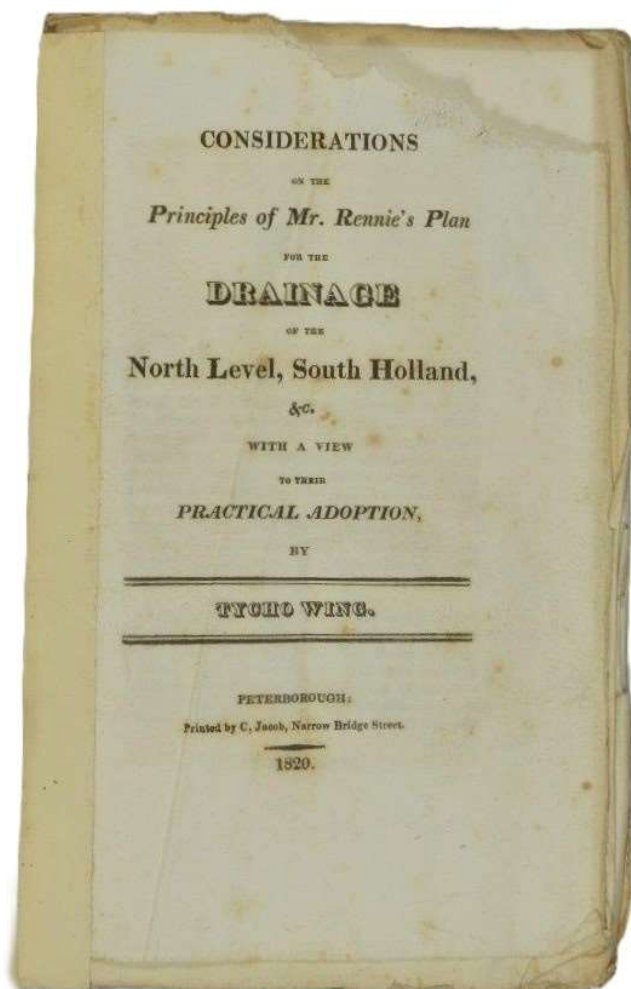 CONSIDERATIONS
ON THE
Principles of Mr. Rennie's Plan
FOR THE
DRAINAGE
OF THE
North Level, South Holland,
&c.
WITH A VIEW
TO THEIR
PRACTICAL ADOPTION,
BY
TYCHO WING.
PETERBOROUGH:
Printed by C, Jacob, Narrow Bridge Street.
1820.